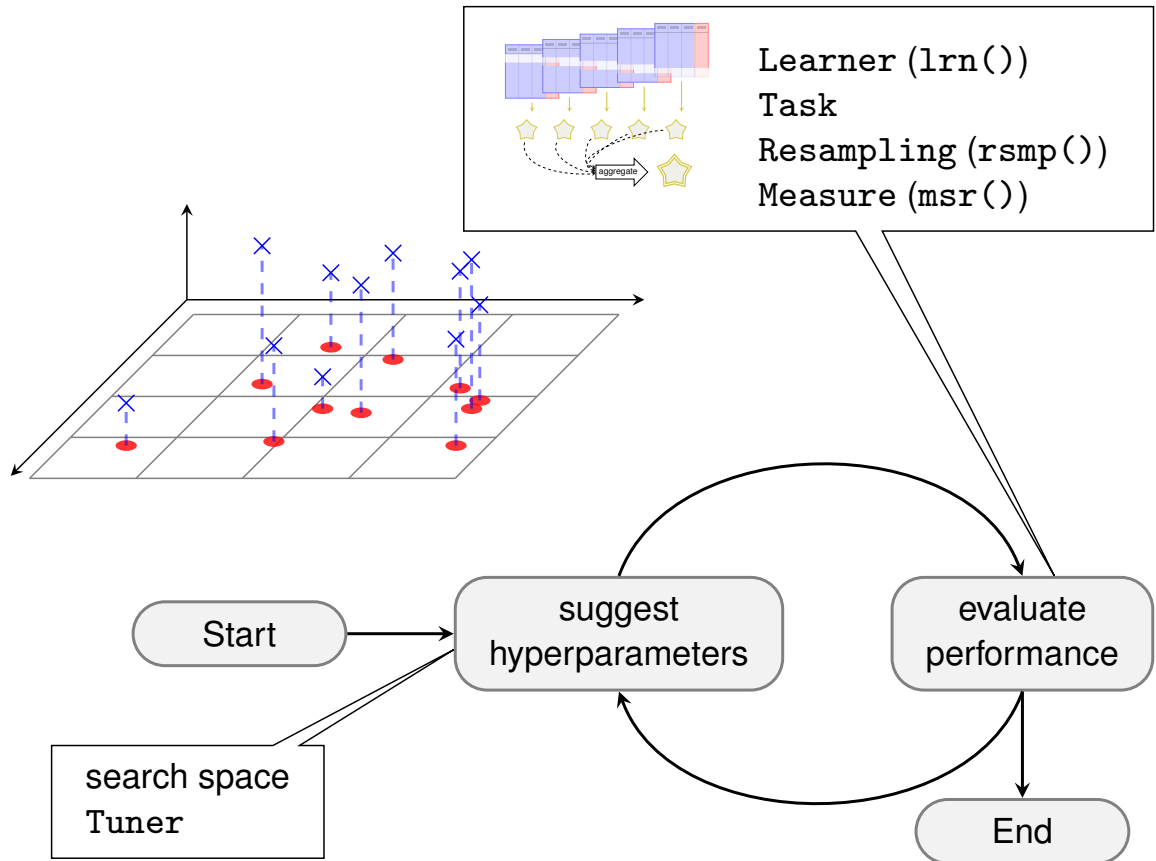 Learner (lrn())
Task
Resampling (rsmp())
Measure (msr())
aggregate
Start
suggest
hyperparameters
evaluate
performance
search space
Tuner
End